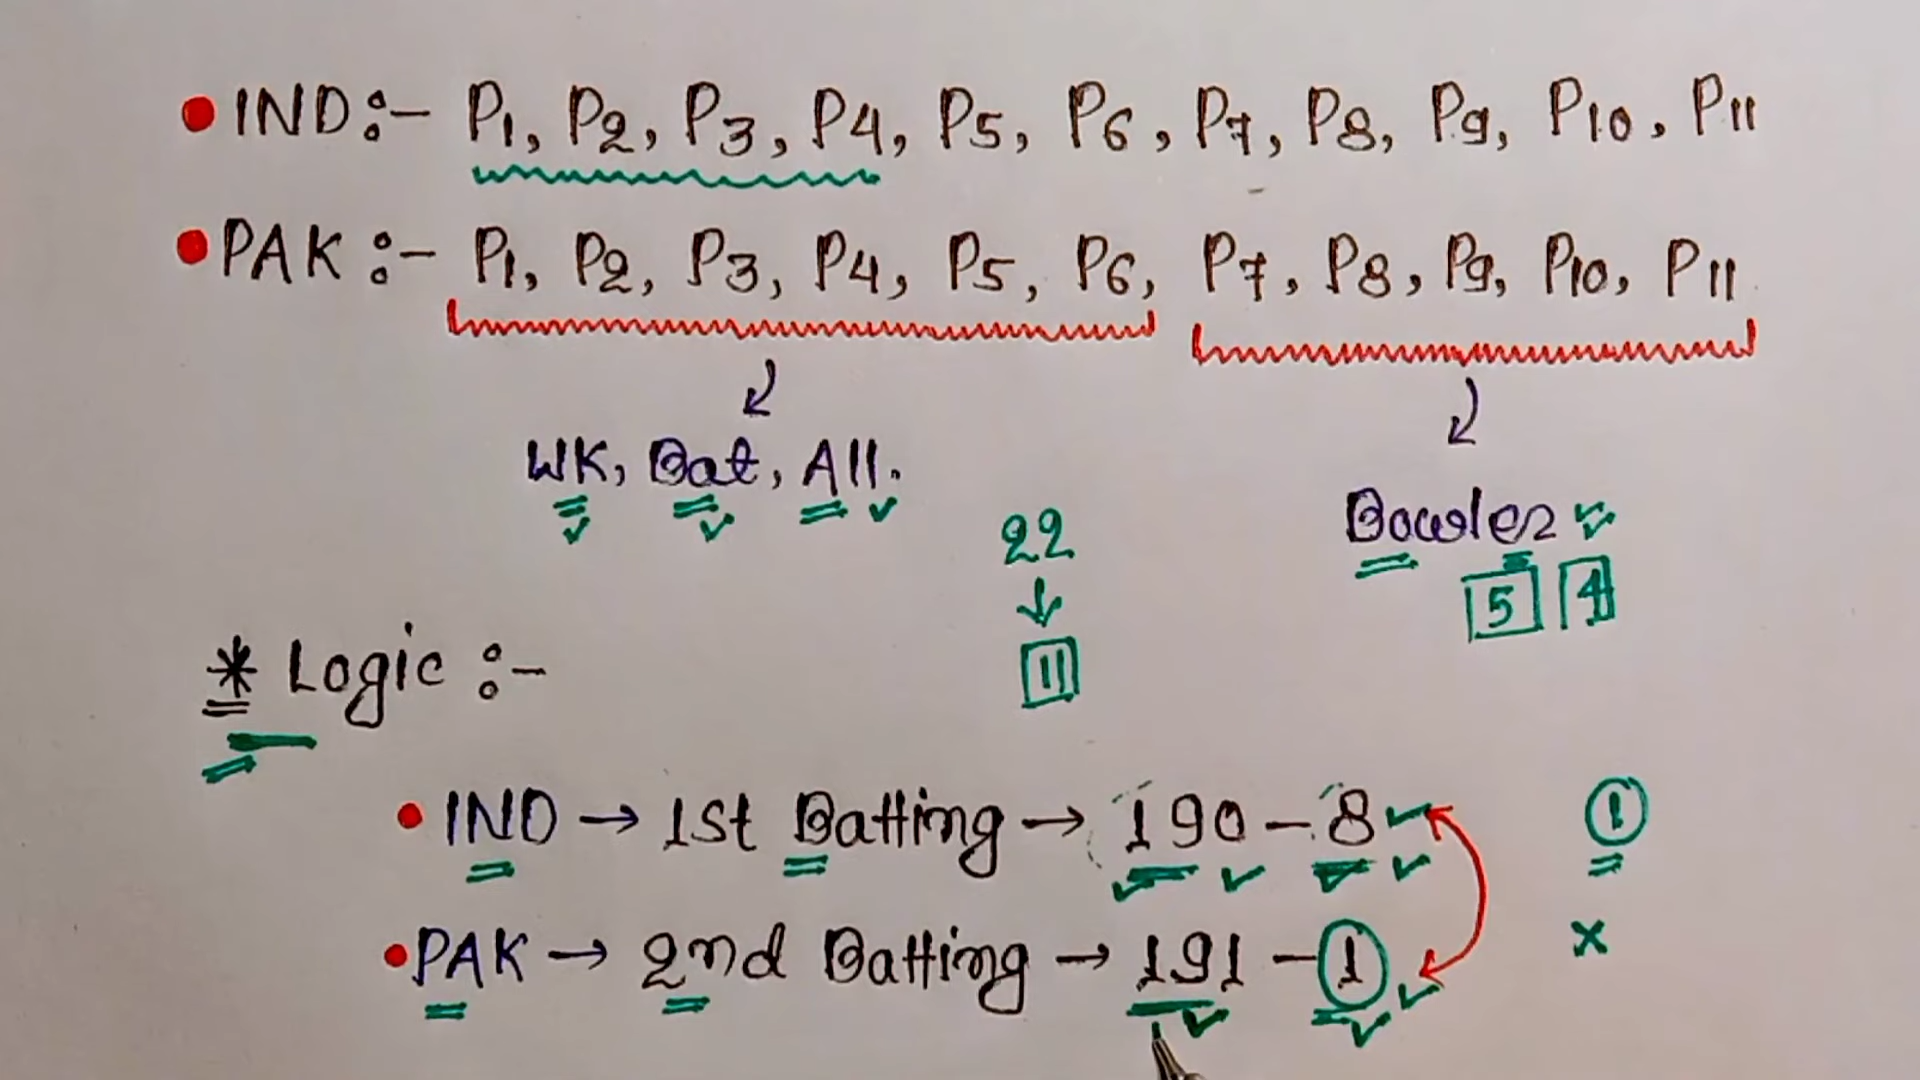 IND :- P1, P2, P3, P4, P5, P6, P7, P8, P9, P10, P11
PAK :- P1, P2, P3, P4, P5, P6, P7, P8, P9, P10, P11
WK, Bat, All.
Bowler
22
5 4
11
* Logic :-
IND → 1st Batting → 190 - 8
1
PAK → 2nd Batting → 191 - 1
x